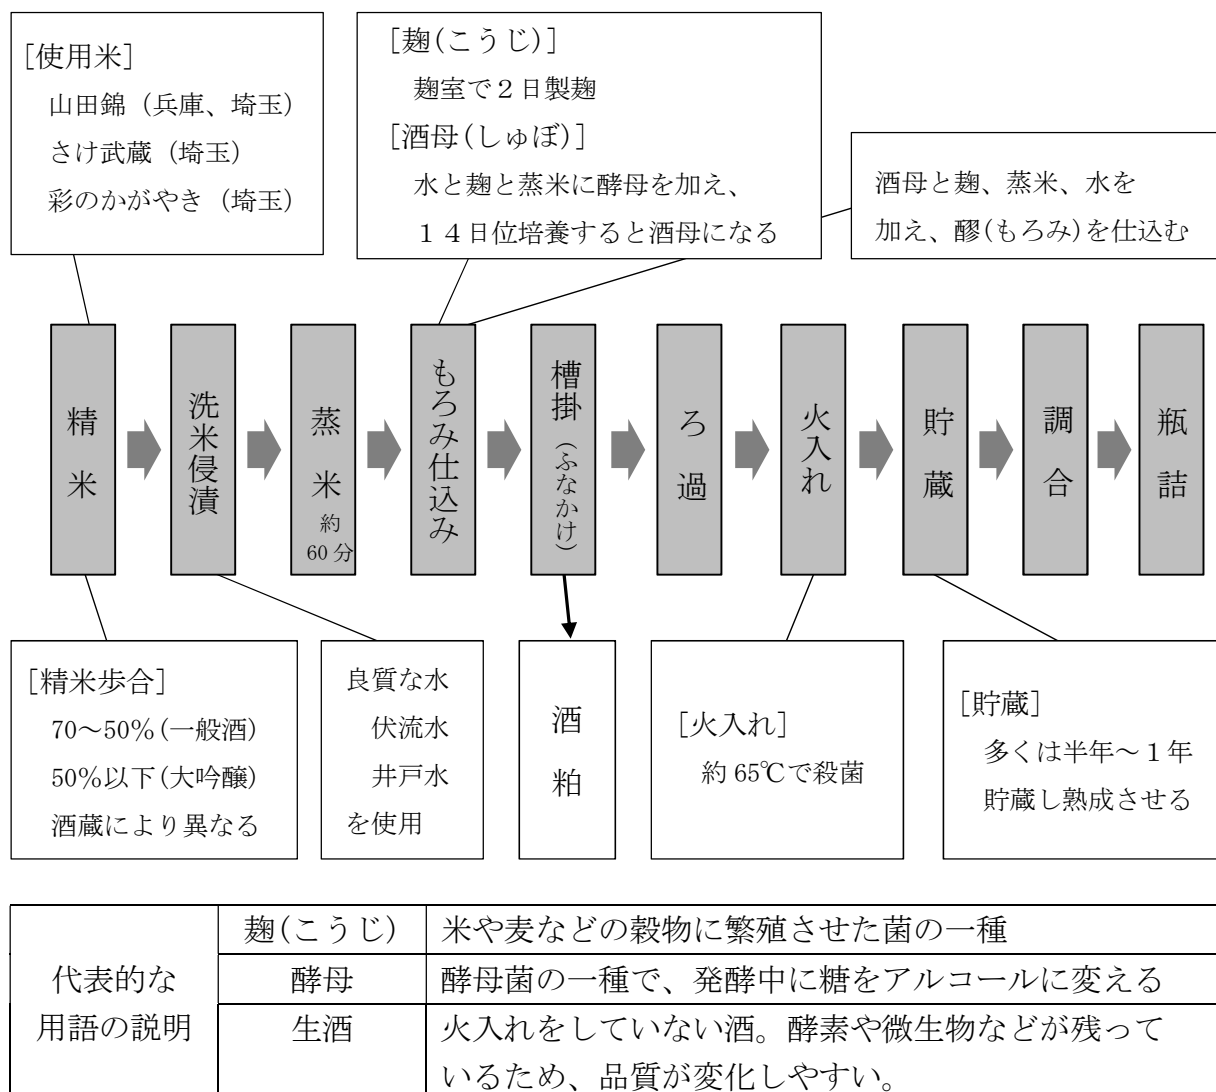 [使用米]
山田錦（兵庫、埼玉）
さけ武蔵（埼玉）
彩のかがやき（埼玉）
[麹(こうじ)]
麹室で２日製麹
[酒母(しゅぼ)]
水と麹と蒸米に酵母を加え、
１４日位培養すると酒母になる
酒母と麹、蒸米、水を
加え、醪(もろみ)を仕込む
精米
洗米侵漬
蒸米
約
60分
もろみ仕込み
槽掛（ふなかけ）
ろ過
火入れ
貯蔵
調合
瓶詰
[精米歩合]
70～50％(一般酒)
50％以下(大吟醸)
酒蔵により異なる
良質な水
伏流水
井戸水
を使用
酒粕
[火入れ]
約 65℃で殺菌
[貯蔵]
多くは半年～１年
貯蔵し熟成させる
代表的な
用語の説明
麹(こうじ)
米や麦などの穀物に繁殖させた菌の一種
酵母
酵母菌の一種で、発酵中に糖をアルコールに変える
生酒
火入れをしていない酒。酵素や微生物などが残って
いるため、品質が変化しやすい。